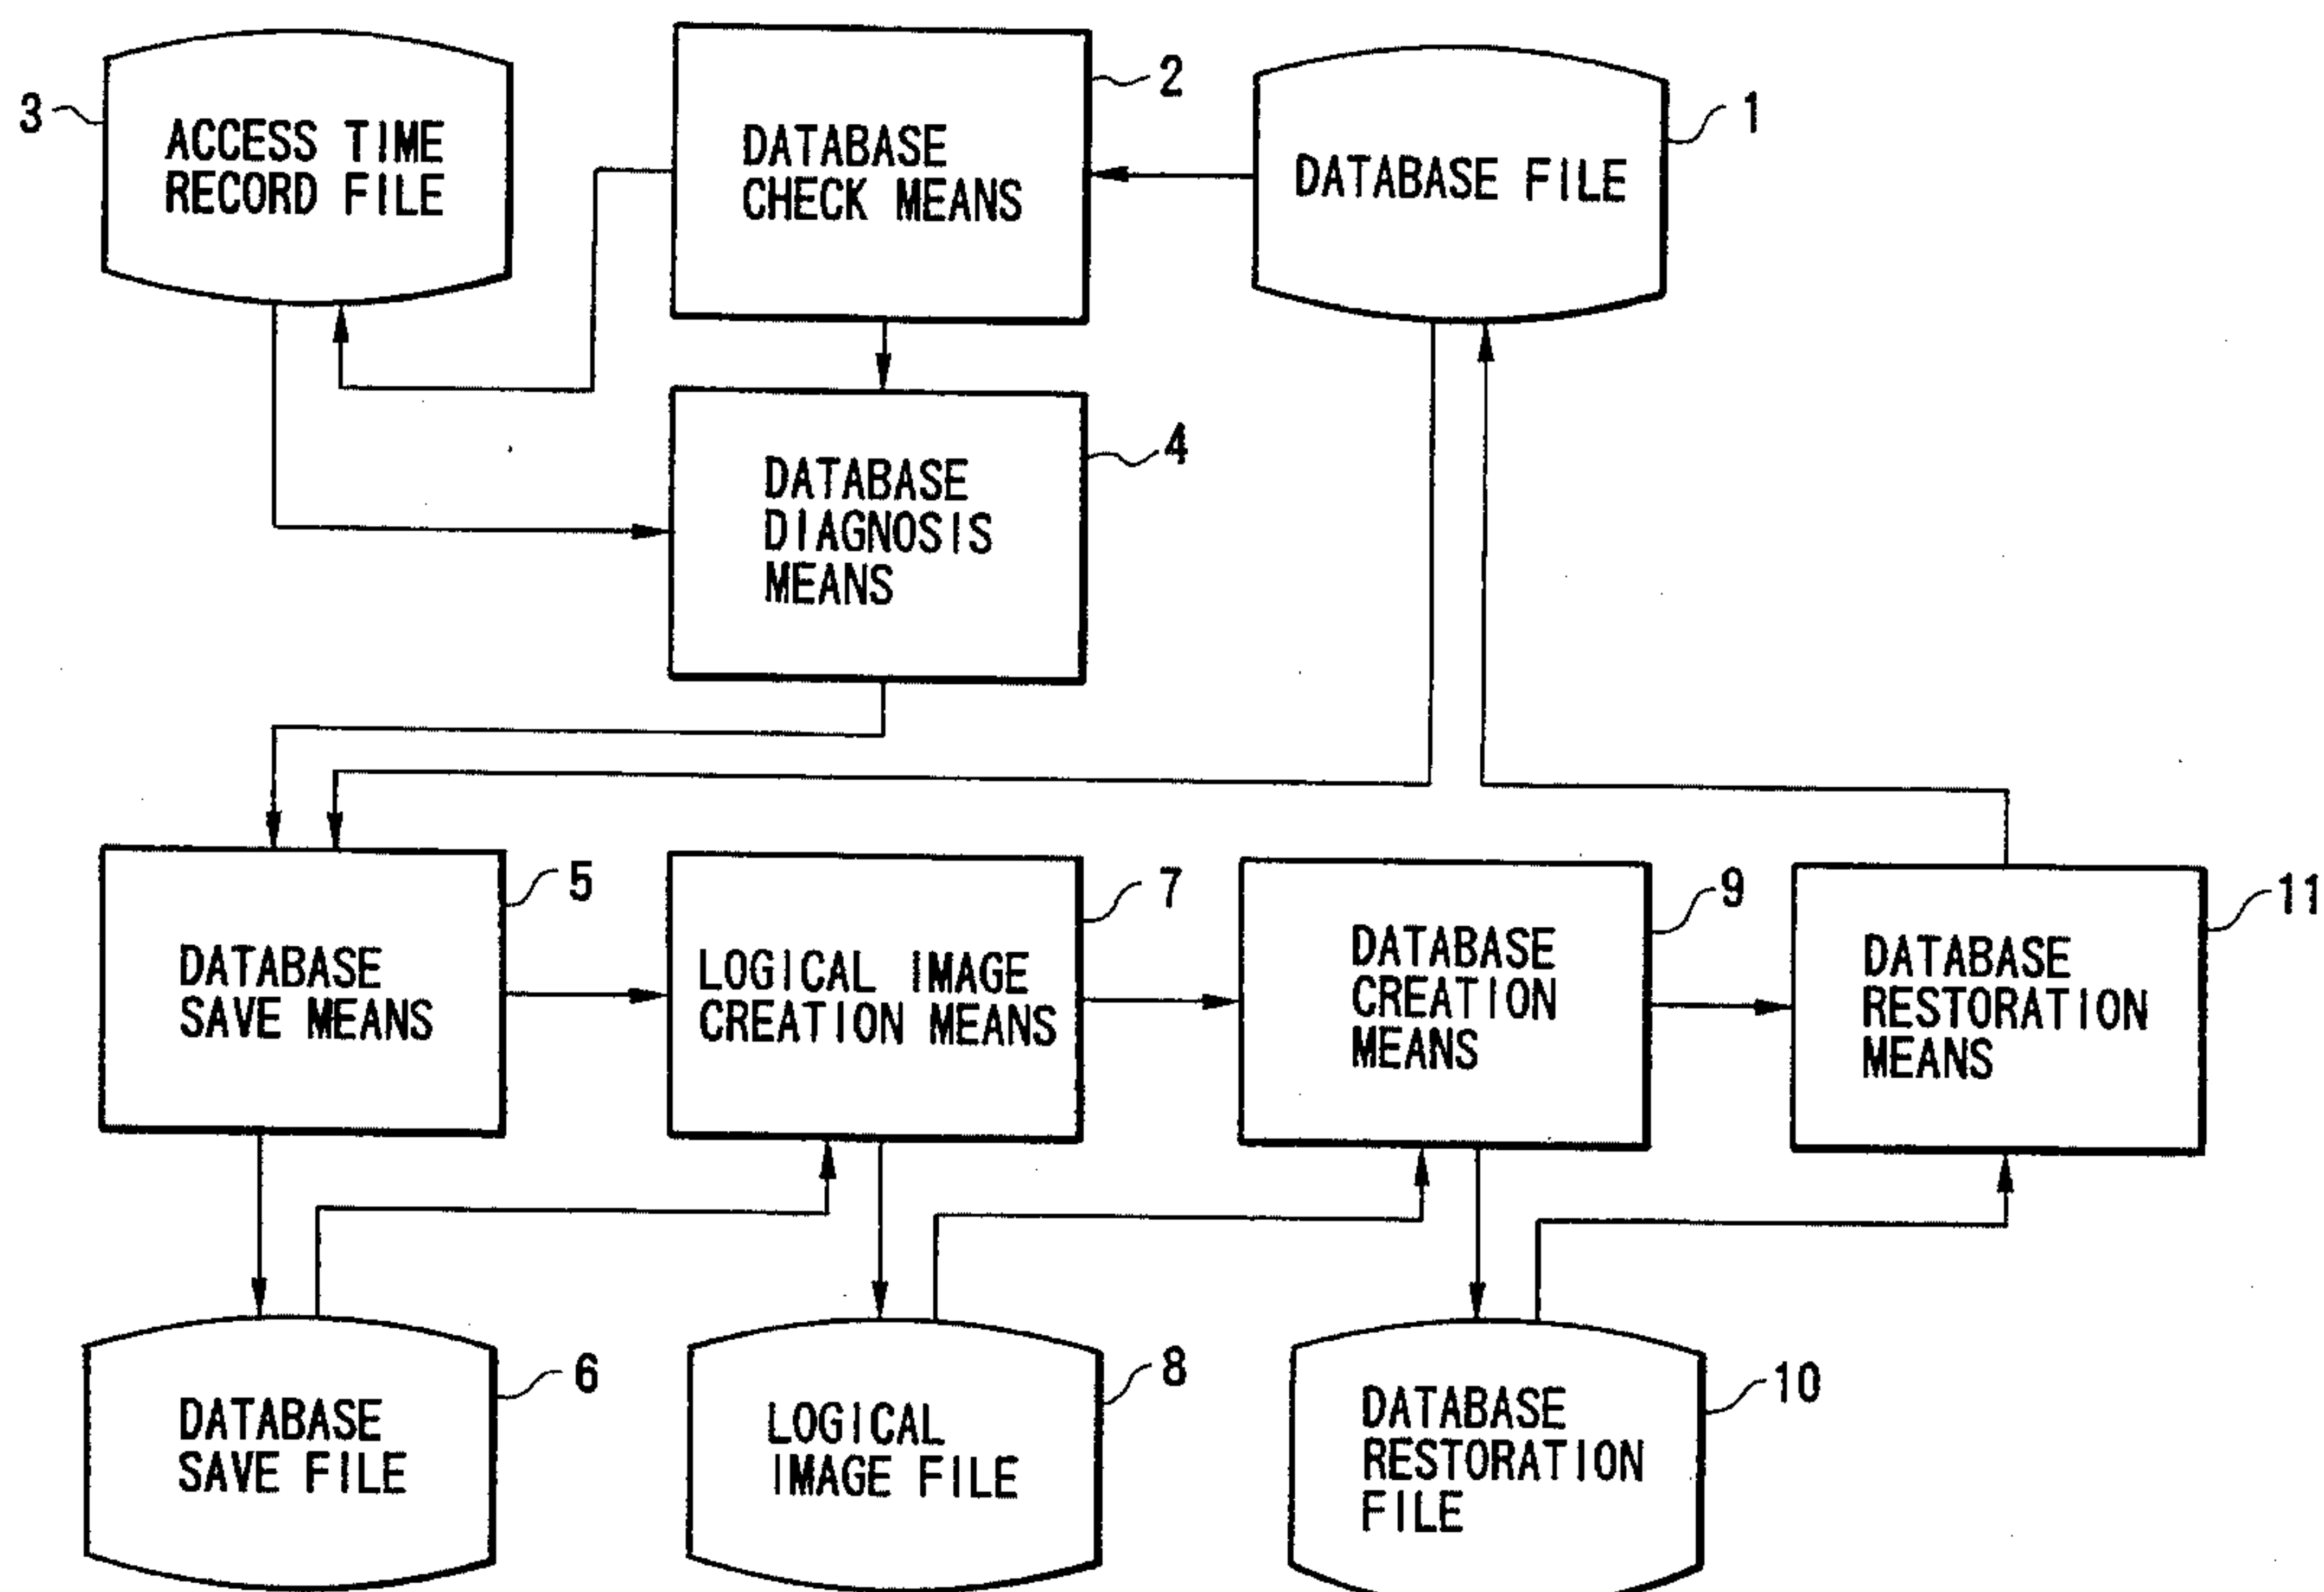 3
ACCESS TIME
RECORD FILE
2
DATABASE
CHECK MEANS
1
DATABASE FILE
4
DATABASE
DIAGNOSIS
MEANS
5
DATABASE
SAVE MEANS
7
LOGICAL IMAGE
CREATION MEANS
9
DATABASE
CREATION
MEANS
11
DATABASE
RESTORATION
MEANS
6
DATABASE
SAVE FILE
8
LOGICAL
IMAGE FILE
10
DATABASE
RESTORATION
FILE